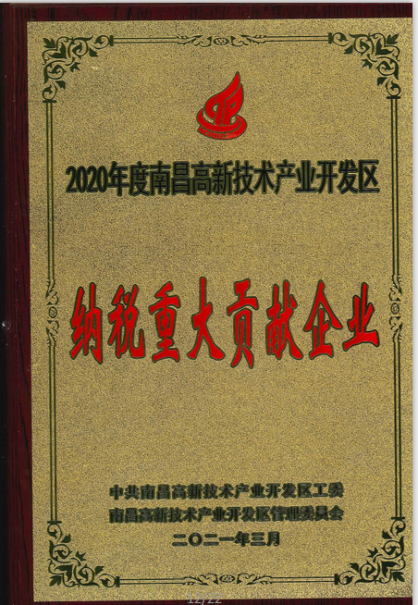 2020年度南昌高新技术产业开发区
纳税重大贡献企业
中共南昌高新技术产业开发区工委
南昌高新技术产业开发区管理委员会
二〇二一年三月
12/22